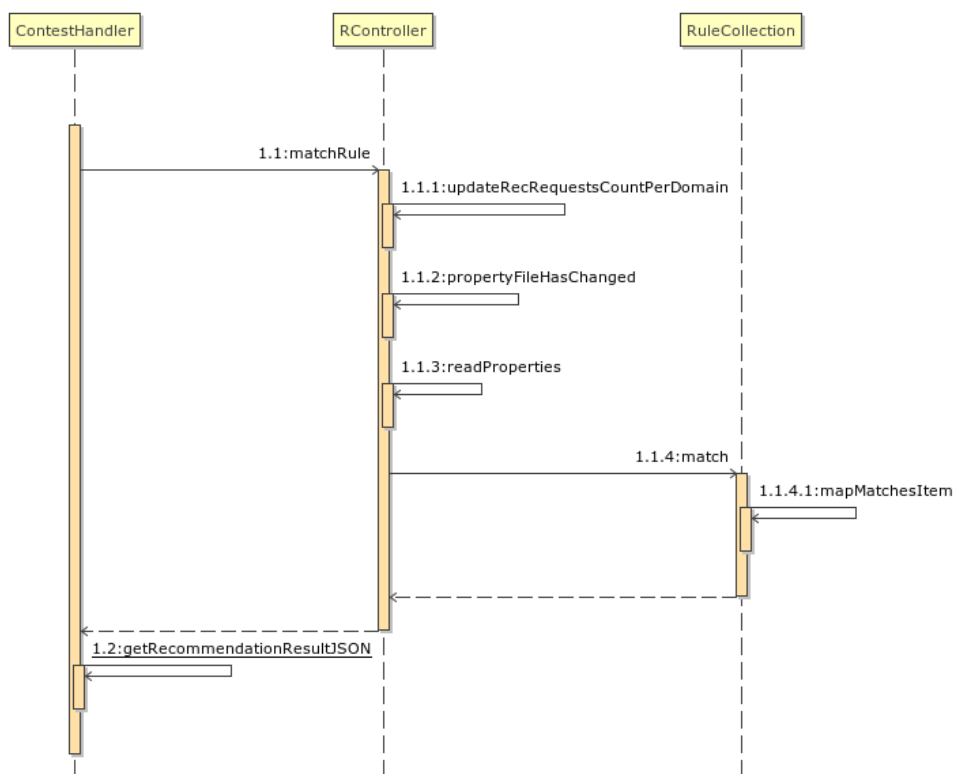 ContestHandler
RController
RuleCollection
1.1:matchRule
1.1.1:updateRecRequestsCountPerDomain
1.1.2:propertyFileHasChanged
1.1.3:readProperties
1.1.4:match
1.1.4.1:mapMatchesItem
1.2:getRecommendationResultJSON